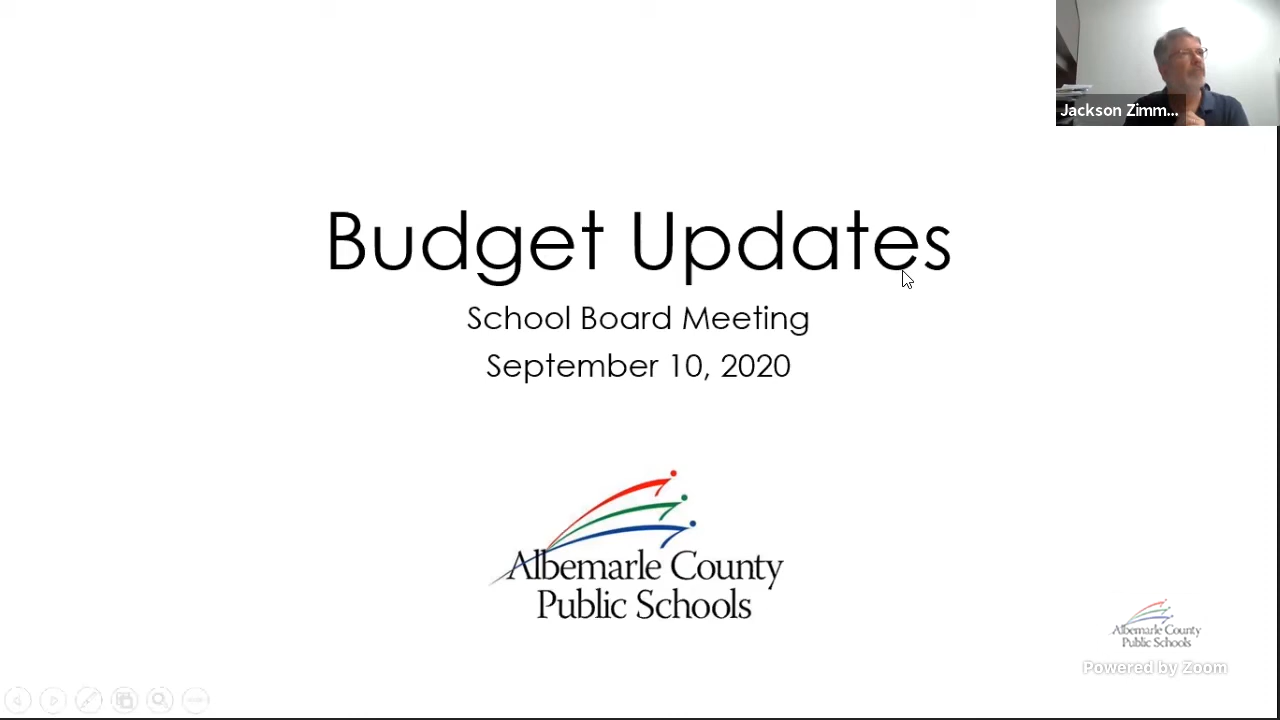 Jackson Zimm...
Budget Updates
School Board Meeting
September 10, 2020
Albemarle County
Public Schools
Albemarle County
Public Schools
Powered by Zoom